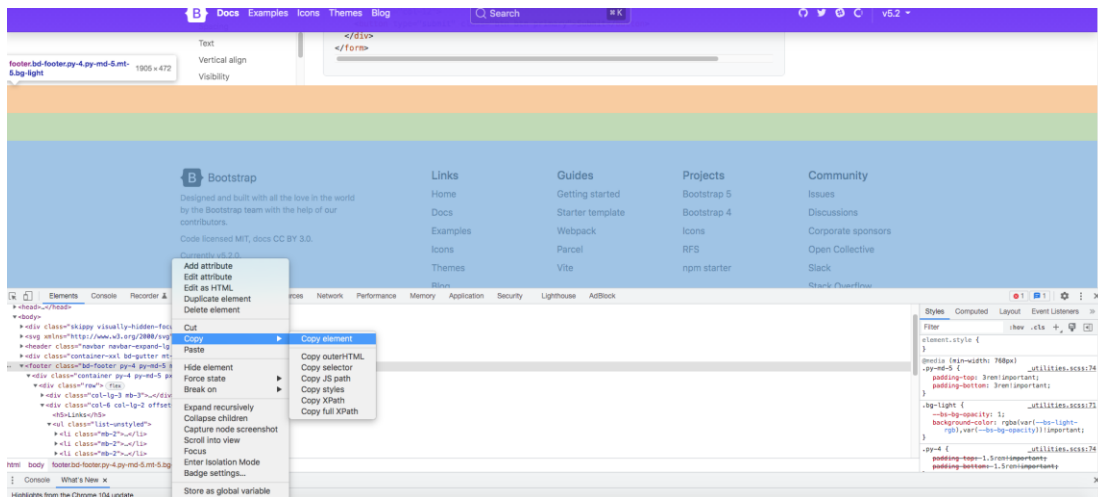 B Docs Examples Icons Themes Blog
Search ⌘ K
v5.2
Text
Vertical align
Visibility
</div>
</form>
footer.bd-footer.py-4.py-md-5.mt-
5.bg-light
1905 × 472
B Bootstrap
Designed and built with all the love in the world
by the Bootstrap team with the help of our
contributors.
Code licensed MIT, docs CC BY 3.0.
Currently v5.2.0.
Links
Home
Docs
Examples
Icons
Themes
Blog
Guides
Getting started
Starter template
Webpack
Parcel
Vite
Projects
Bootstrap 5
Bootstrap 4
Icons
RFS
npm starter
Community
Issues
Discussions
Corporate sponsors
Open Collective
Slack
Stack Overflow
Elements Console Recorder Network Performance Memory Application Security Lighthouse AdBlock
1 1
<head>…</head>
<body>
<div class="skippy visually-hidden-focu
<svg xmlns="http://www.w3.org/2000/svg"
<header class="navbar navbar-expand-lg
<div class="container-xxl bd-gutter mt-
<footer class="bd-footer py-4 py-md-5 m
<div class="container py-4 py-md-5 px
<div class="row"> flex
<div class="col-lg-3 mb-3">…</div>
<div class="col-6 col-lg-2 offset
<h5>Links</h5>
<ul class="list-unstyled">
<li class="mb-2">…</li>
<li class="mb-2">…</li>
<li class="mb-2">…</li>
html body footer.bd-footer.py-4.py-md-5.mt-5.bg
Console What's New ×
Highlights from the Chrome 104 update
Add attribute
Edit attribute
Edit as HTML
Duplicate element
Delete element
Cut
Copy
Paste
Hide element
Force state
Break on
Expand recursively
Collapse children
Capture node screenshot
Scroll into view
Focus
Enter Isolation Mode
Badge settings...
Store as global variable
Copy element
Copy outerHTML
Copy selector
Copy JS path
Copy styles
Copy XPath
Copy full XPath
Styles Computed Layout Event Listeners »
Filter :hov .cls +
element.style {
}
@media (min-width: 768px)
.py-md-5 { _utilities.scss:74
padding-top: 3rem!important;
padding-bottom: 3rem!important;
}
.bg-light { _utilities.scss:71
--bs-bg-opacity: 1;
background-color: rgba(var(--bs-light-
rgb),var(--bs-bg-opacity))!important;
}
.py-4 { _utilities.scss:74
padding-top: 1.5rem!important;
padding-bottom: 1.5rem!important;